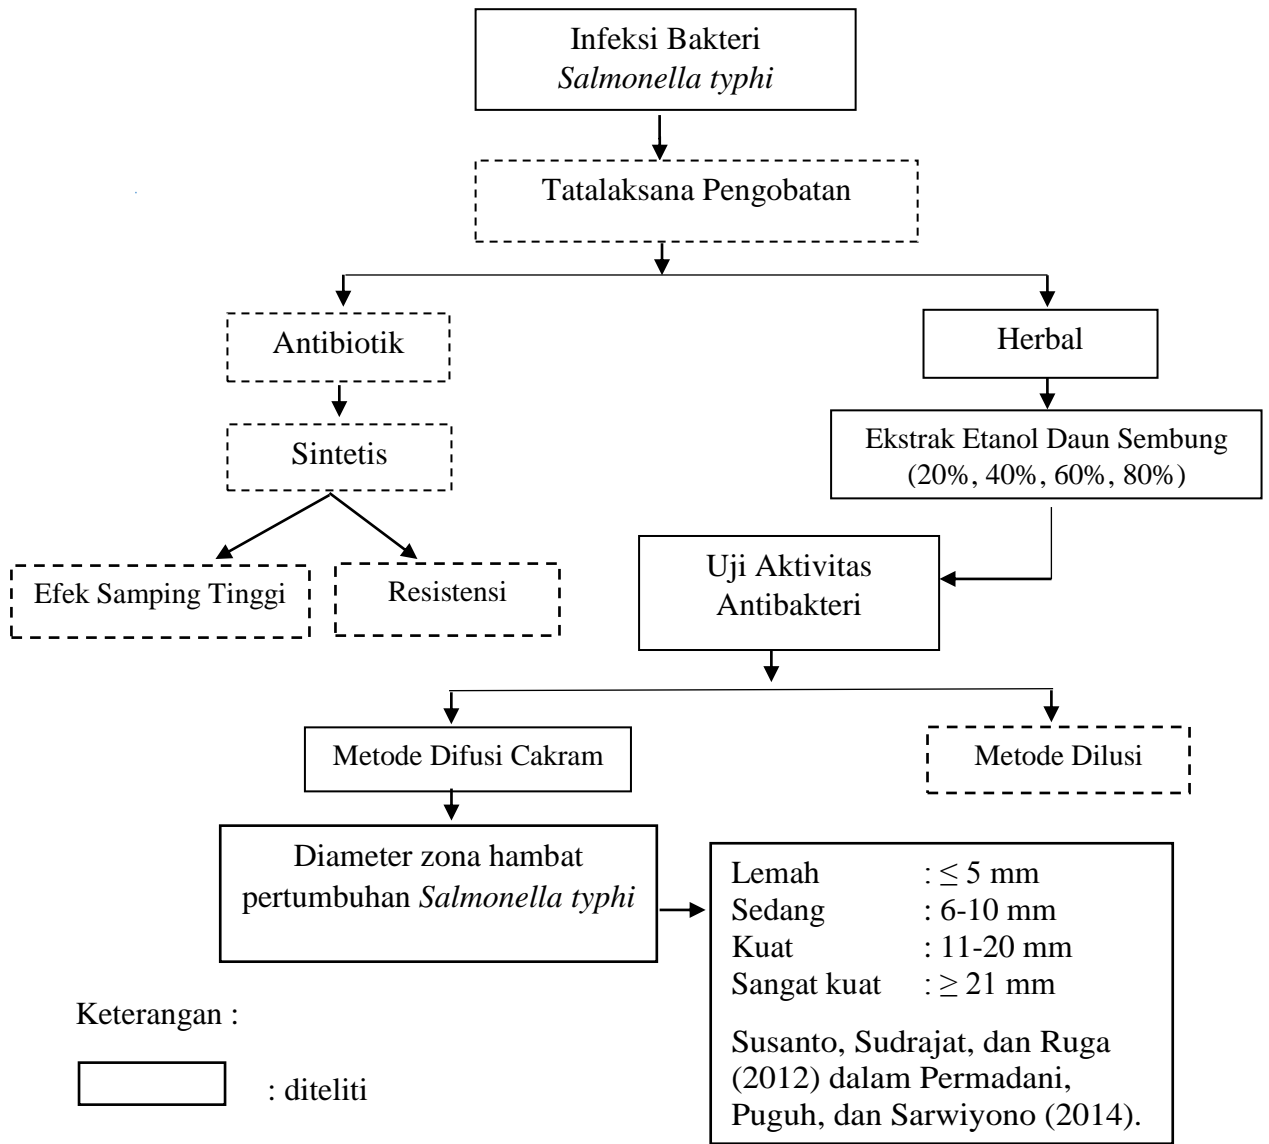 Infeksi Bakteri
Salmonella typhi
Tatalaksana Pengobatan
Antibiotik
Herbal
Sintetis
Ekstrak Etanol Daun Sembung
(20%, 40%, 60%, 80%)
Efek Samping Tinggi
Resistensi
Uji Aktivitas
Antibakteri
Metode Difusi Cakram
Metode Dilusi
Diameter zona hambat
pertumbuhan Salmonella typhi
Lemah : ≤ 5 mm
Sedang : 6-10 mm
Kuat : 11-20 mm
Sangat kuat : ≥ 21 mm
Susanto, Sudrajat, dan Ruga
(2012) dalam Permadani,
Puguh, dan Sarwiyono (2014).
Keterangan :
: diteliti